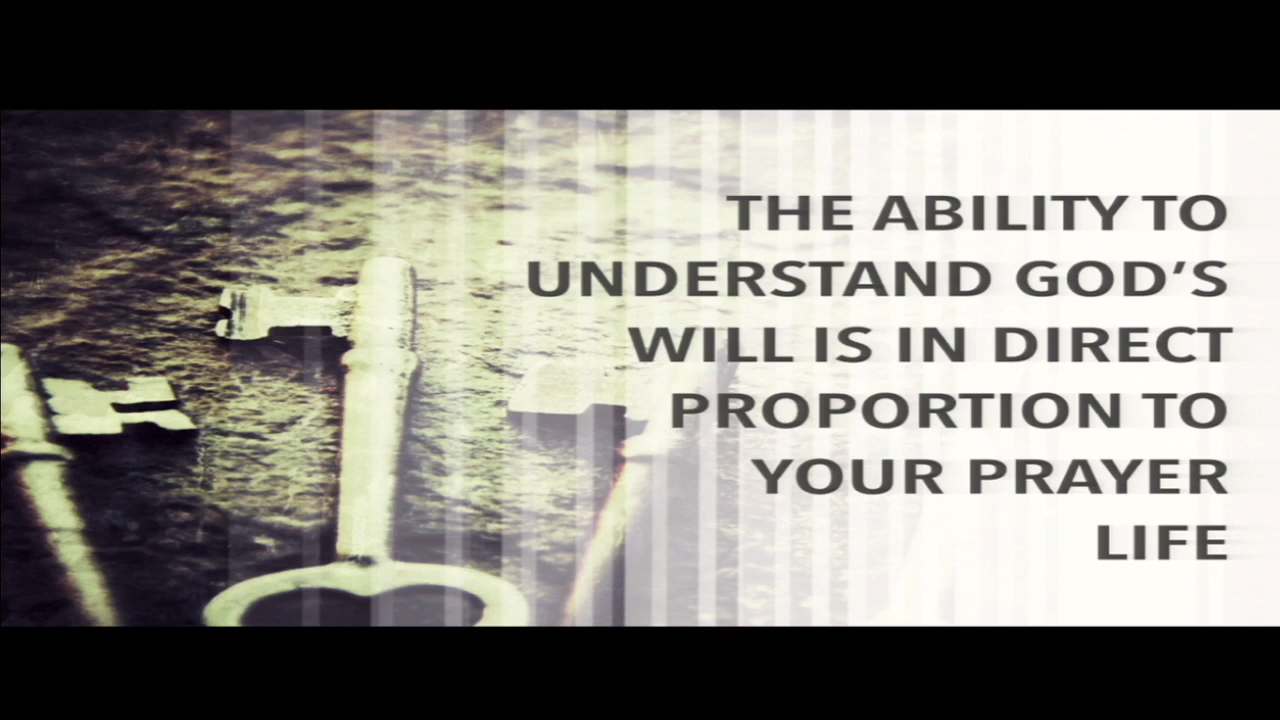 THE ABILITY TO
UNDERSTAND GOD'S
WILL IS IN DIRECT
PROPORTION TO
YOUR PRAYER
LIFE